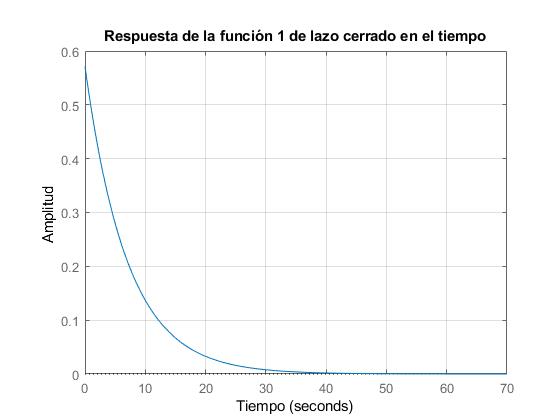 Respuesta de la función 1 de lazo cerrado en el tiempo
0.6
0.5
0.4
0.3
0.2
0.1
0
Amplitud
0 10 20 30 40 50 60 70
Tiempo (seconds)